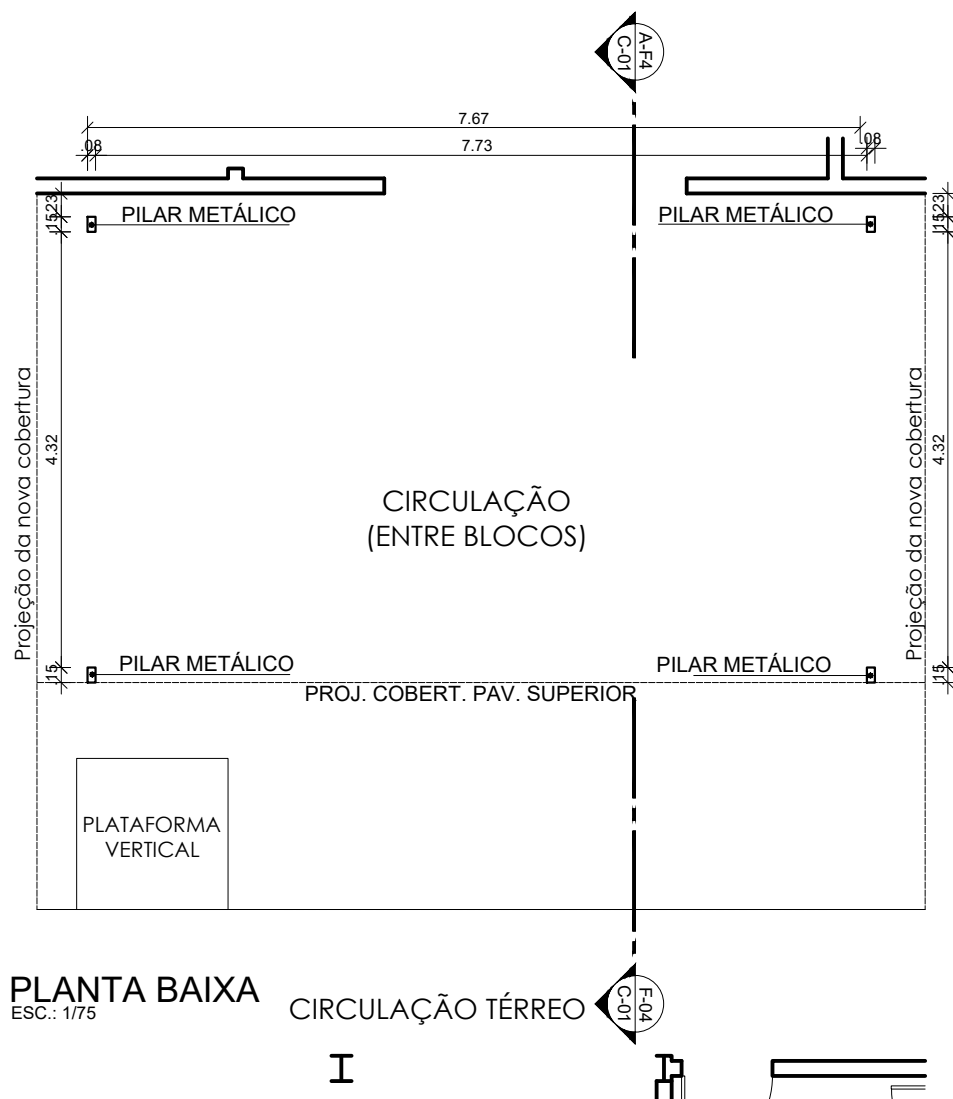 A-F4
C-01
7.67
.08
7.73
.08
.23
.15
PILAR METÁLICO
PILAR METÁLICO
.23
.15
Projeção da nova cobertura
4.32
CIRCULAÇÃO
(ENTRE BLOCOS)
4.32
Projeção da nova cobertura
.15
PILAR METÁLICO
PILAR METÁLICO
.15
PROJ. COBERT. PAV. SUPERIOR
PLATAFORMA
VERTICAL
PLANTA BAIXA
ESC.: 1/75
CIRCULAÇÃO TÉRREO
F-04
C-01